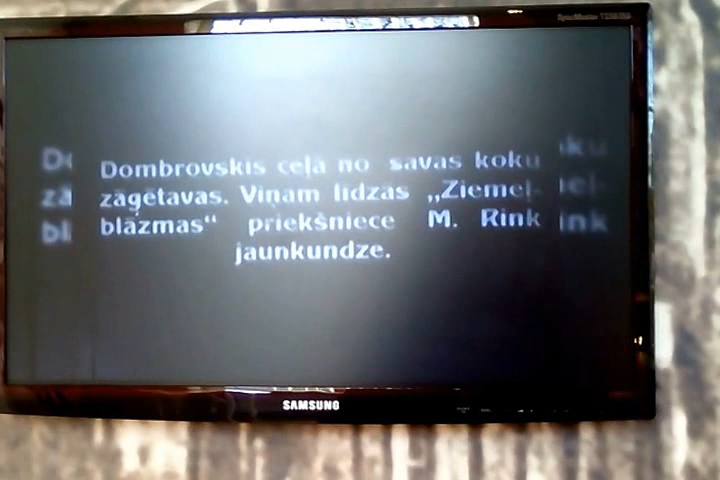 Dombrovskis ceļā no savas koku
zāģētavas. Viņam līdzas „Ziemeļ-
blāzmas“ priekšniece M. Rink
jaunkundze.
SAMSUNG